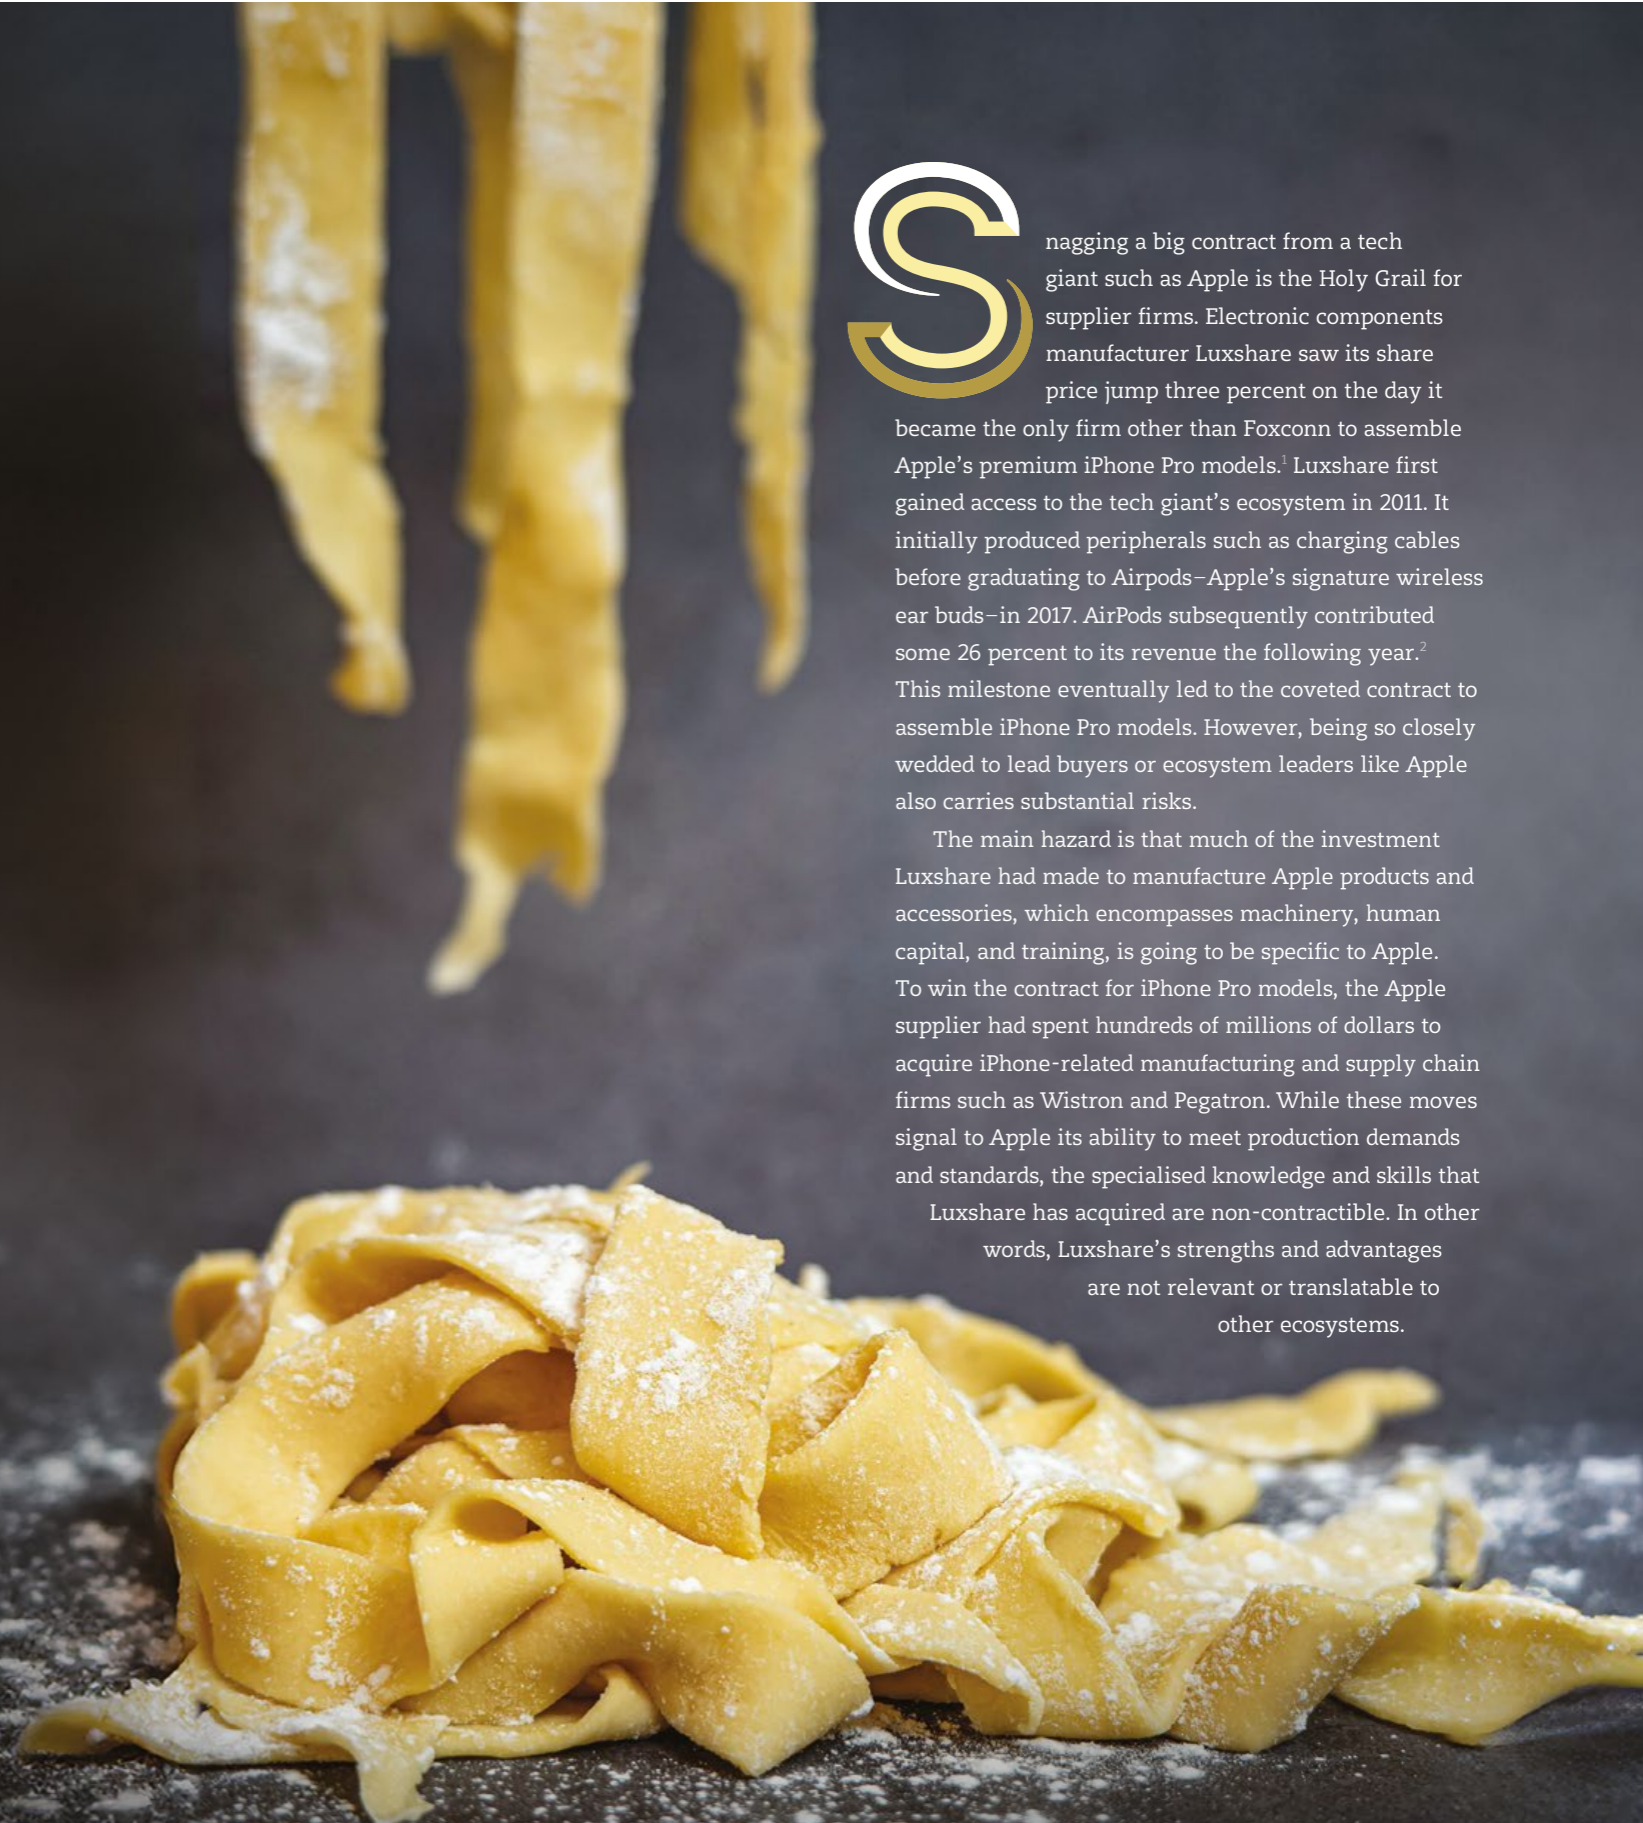 Snagging a big contract from a tech
giant such as Apple is the Holy Grail for
supplier firms. Electronic components
manufacturer Luxshare saw its share
price jump three percent on the day it
became the only firm other than Foxconn to assemble
Apple’s premium iPhone Pro models.1 Luxshare first
gained access to the tech giant’s ecosystem in 2011. It
initially produced peripherals such as charging cables
before graduating to Airpods–Apple’s signature wireless
ear buds–in 2017. AirPods subsequently contributed
some 26 percent to its revenue the following year.2
This milestone eventually led to the coveted contract to
assemble iPhone Pro models. However, being so closely
wedded to lead buyers or ecosystem leaders like Apple
also carries substantial risks.
The main hazard is that much of the investment
Luxshare had made to manufacture Apple products and
accessories, which encompasses machinery, human
capital, and training, is going to be specific to Apple.
To win the contract for iPhone Pro models, the Apple
supplier had spent hundreds of millions of dollars to
acquire iPhone-related manufacturing and supply chain
firms such as Wistron and Pegatron. While these moves
signal to Apple its ability to meet production demands
and standards, the specialised knowledge and skills that
Luxshare has acquired are non-contractible. In other
words, Luxshare’s strengths and advantages
are not relevant or translatable to
other ecosystems.